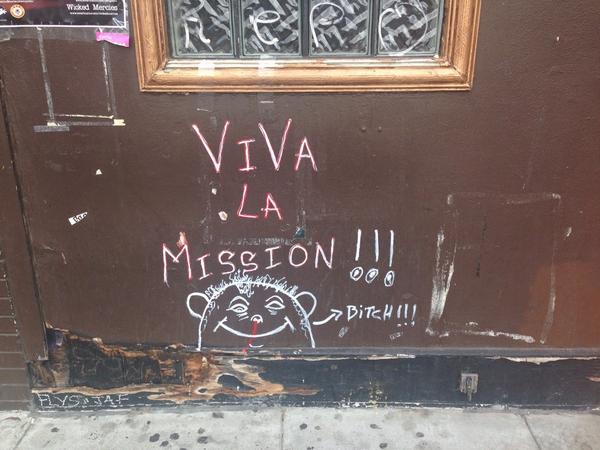 Wicked Mercies
VIVA
LA
MISSION !!!
BITCH!!!